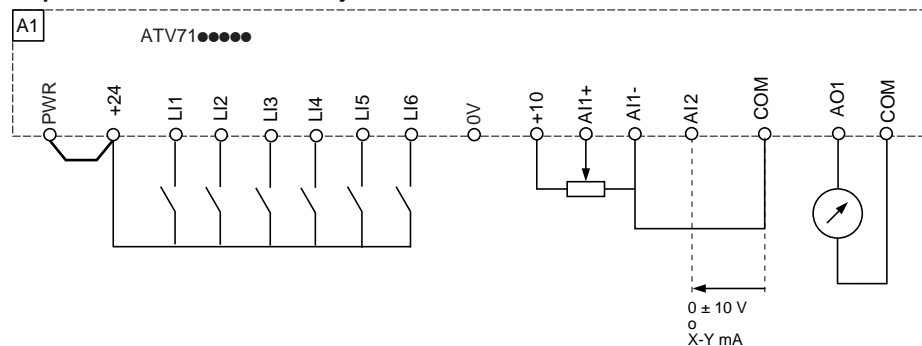 A1
ATV71●●●●●
PWR
+24
LI1
LI2
LI3
LI4
LI5
LI6
0V
+10
AI1+
AI1-
AI2
COM
AO1
COM
0 ± 10 V
o
X-Y mA